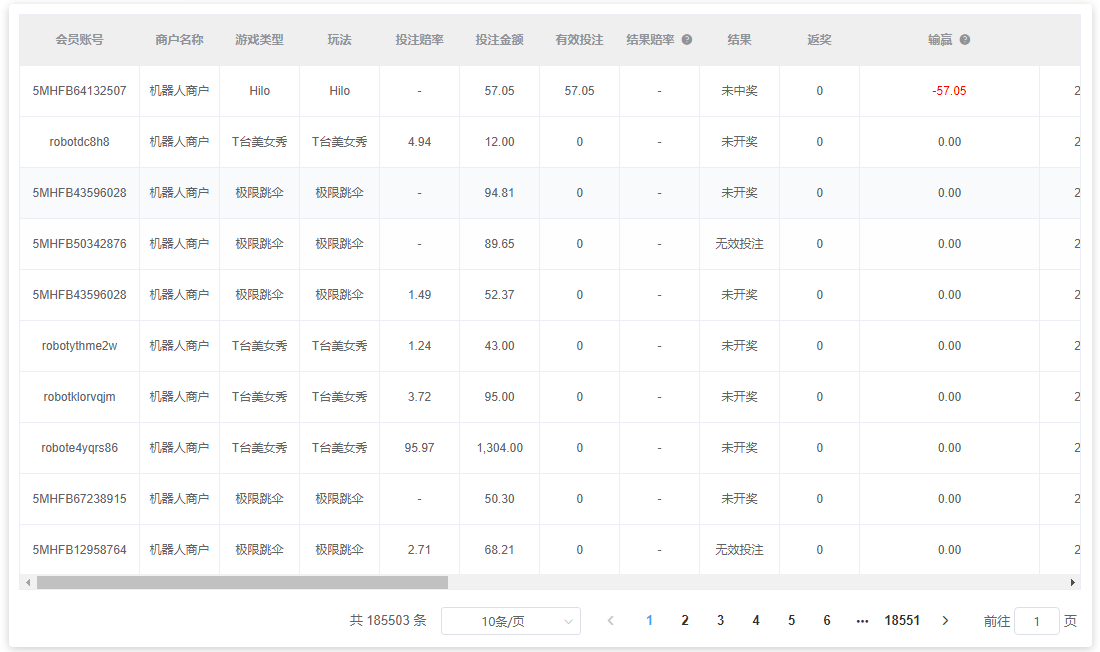 会员账号 商户名称 游戏类型 玩法 投注赔率 投注金额 有效投注 结果赔率 结果 返奖 输赢
5MHFB64132507 机器人商户 Hilo Hilo - 57.05 57.05 - 未中奖 0 -57.05 2
robotdc8h8 机器人商户 T台美女秀 T台美女秀 4.94 12.00 0 - 未开奖 0 0.00 2
5MHFB43596028 机器人商户 极限跳伞 极限跳伞 - 94.81 0 - 未开奖 0 0.00 2
5MHFB50342876 机器人商户 极限跳伞 极限跳伞 - 89.65 0 - 无效投注 0 0.00 2
5MHFB43596028 机器人商户 极限跳伞 极限跳伞 1.49 52.37 0 - 未开奖 0 0.00 2
robotythme2w 机器人商户 T台美女秀 T台美女秀 1.24 43.00 0 - 未开奖 0 0.00 2
robotklorvqjm 机器人商户 T台美女秀 T台美女秀 3.72 95.00 0 - 未开奖 0 0.00 2
robote4yqrs86 机器人商户 T台美女秀 T台美女秀 95.97 1,304.00 0 - 未开奖 0 0.00 2
5MHFB67238915 机器人商户 极限跳伞 极限跳伞 - 50.30 0 - 未开奖 0 0.00 2
5MHFB12958764 机器人商户 极限跳伞 极限跳伞 2.71 68.21 0 - 无效投注 0 0.00 2
共 185503 条 10条/页 1 2 3 4 5 6 ••• 18551 前往 1 页